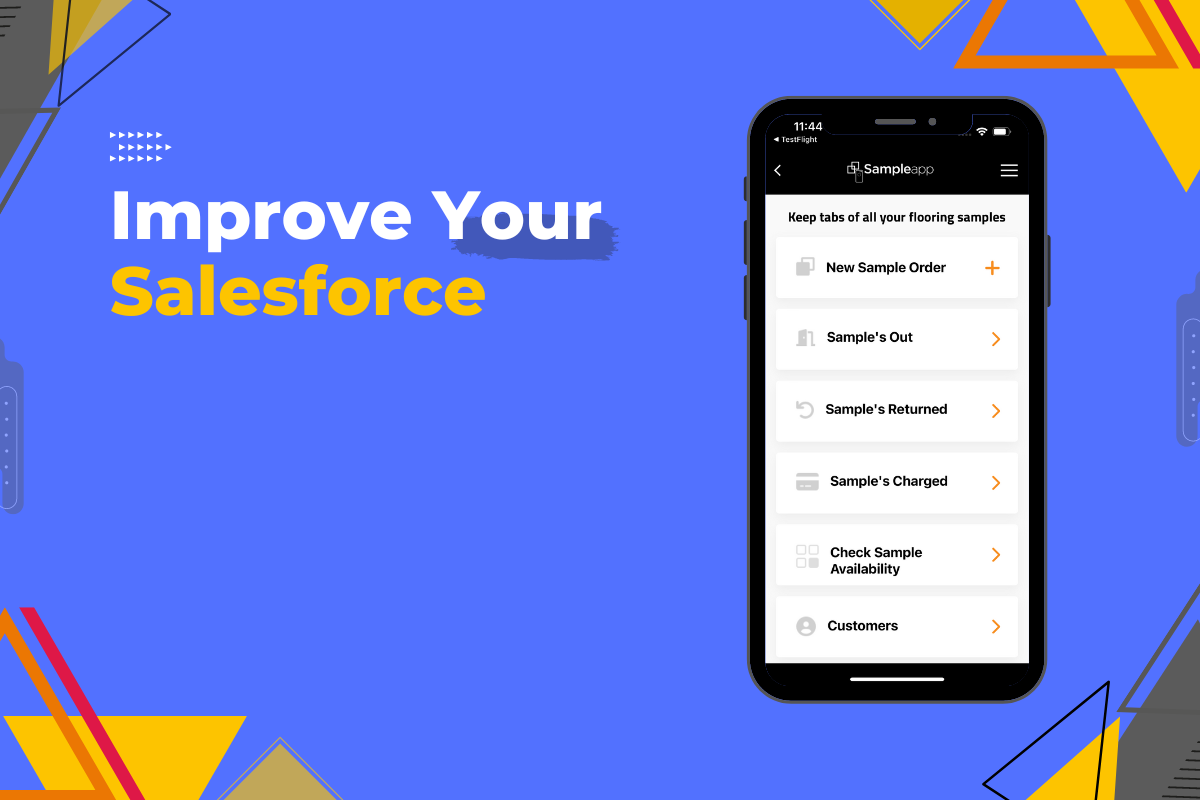 Improve Your
Salesforce
11:44
TestFlight
Sampleapp
Keep tabs of all your flooring samples
New Sample Order
Sample's Out
Sample's Returned
Sample's Charged
Check Sample
Availability
Customers